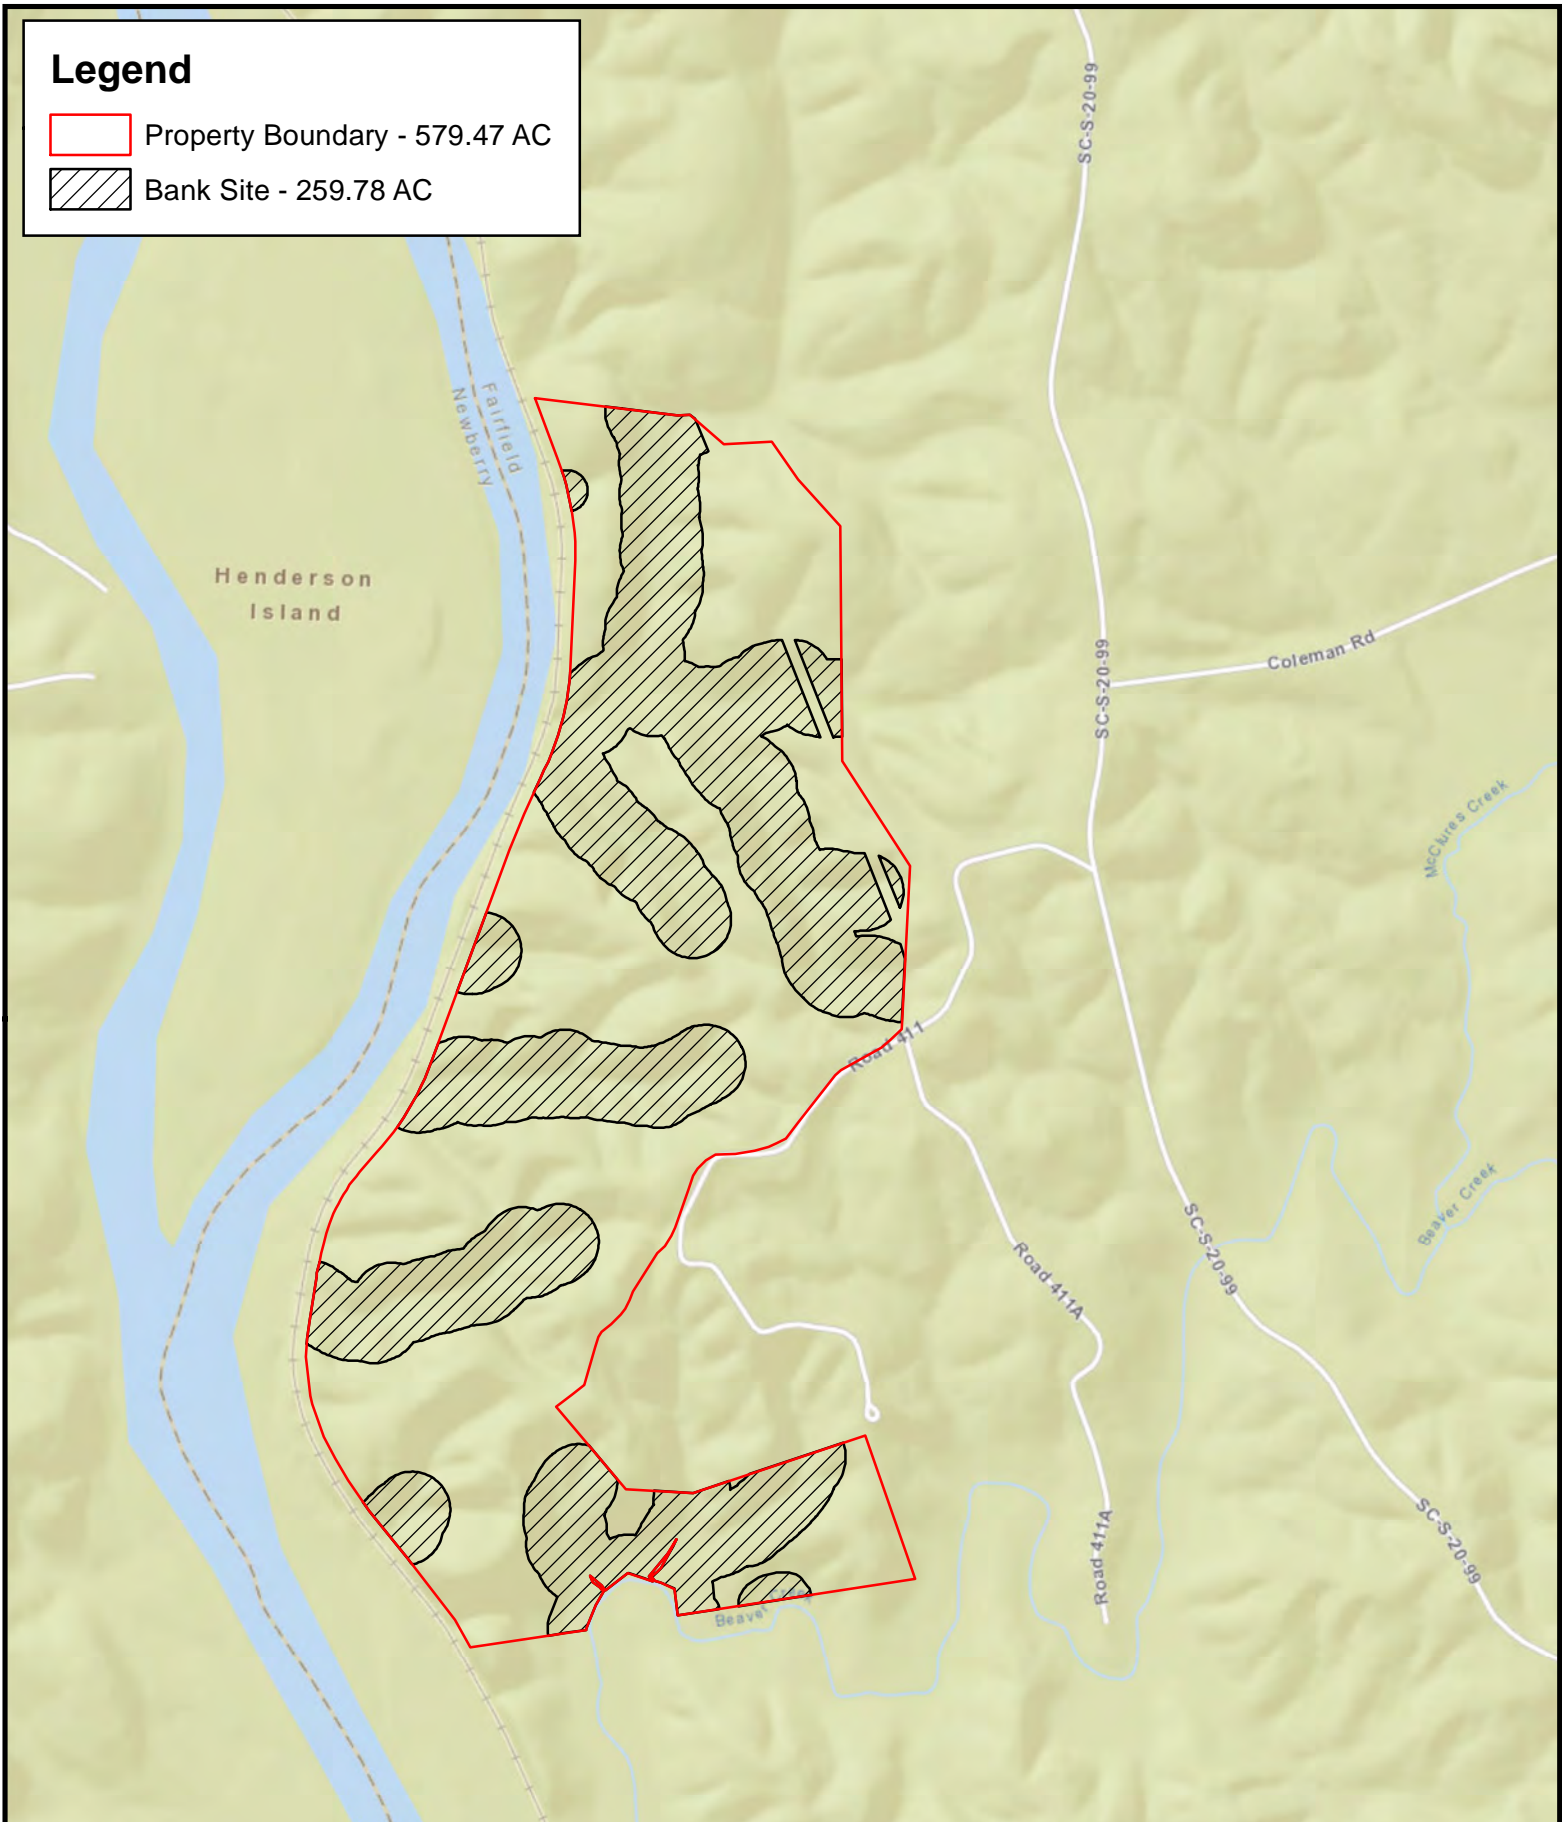 Legend
Property Boundary - 579.47 AC
Bank Site - 259.78 AC
SC-S-20-99
Fairfield
Newberry
Henderson
Island
Coleman Rd
SC-S-20-99
McClures Creek
Road 411
Beaver Creek
SC-S-20-99
Road 411A
SC-S-20-99
Road 411A
Beaver Creek